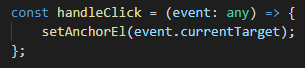 const handleClick = (event: any) => {
    setAnchorEl(event.currentTarget);
};